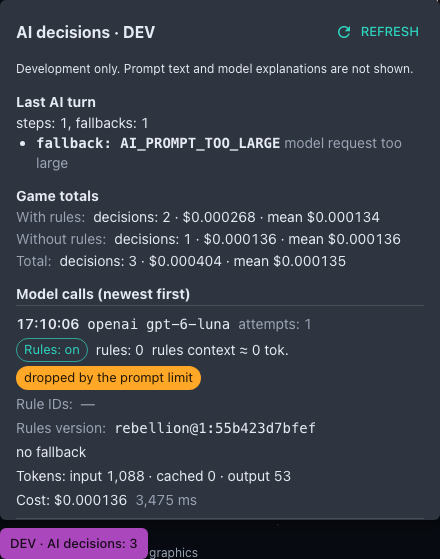 AI decisions · DEV
REFRESH
Development only. Prompt text and model explanations are not shown.
Last AI turn
steps: 1, fallbacks: 1
• fallback: AI_PROMPT_TOO_LARGE model request too
large
Game totals
With rules: decisions: 2 · $0.000268 · mean $0.000134
Without rules: decisions: 1 · $0.000136 · mean $0.000136
Total: decisions: 3 · $0.000404 · mean $0.000135
Model calls (newest first)
17:10:06 openai gpt-6-luna attempts: 1
Rules: on rules: 0 rules context ≈ 0 tok.
dropped by the prompt limit
Rule IDs: —
Rules version: rebellion@1:55b423d7bfef
no fallback
Tokens: input 1,088 · cached 0 · output 53
Cost: $0.000136 3,475 ms
DEV · AI decisions: 3
graphics